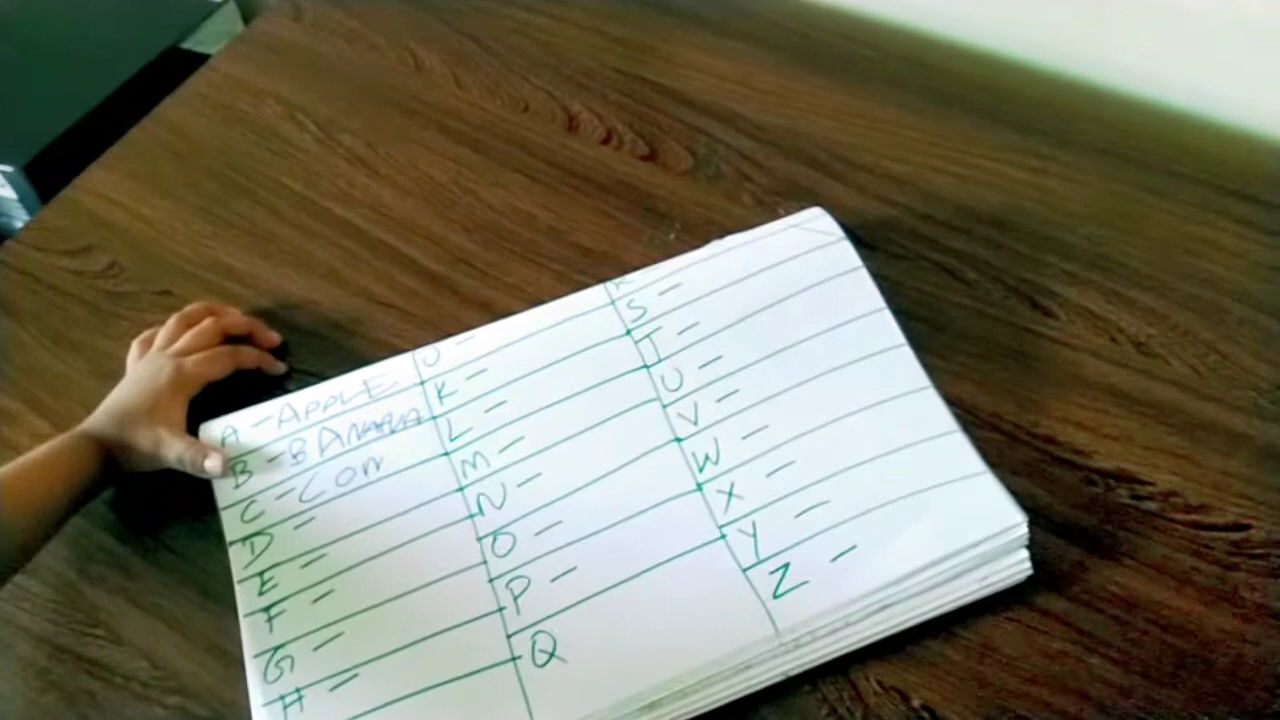 A - APPLE
B - BANANA
C - CON
D -
E -
F -
G -
H -
J -
K -
L -
M -
N -
O -
P -
Q
R
S -
T -
U -
V -
W -
X -
Y -
Z -